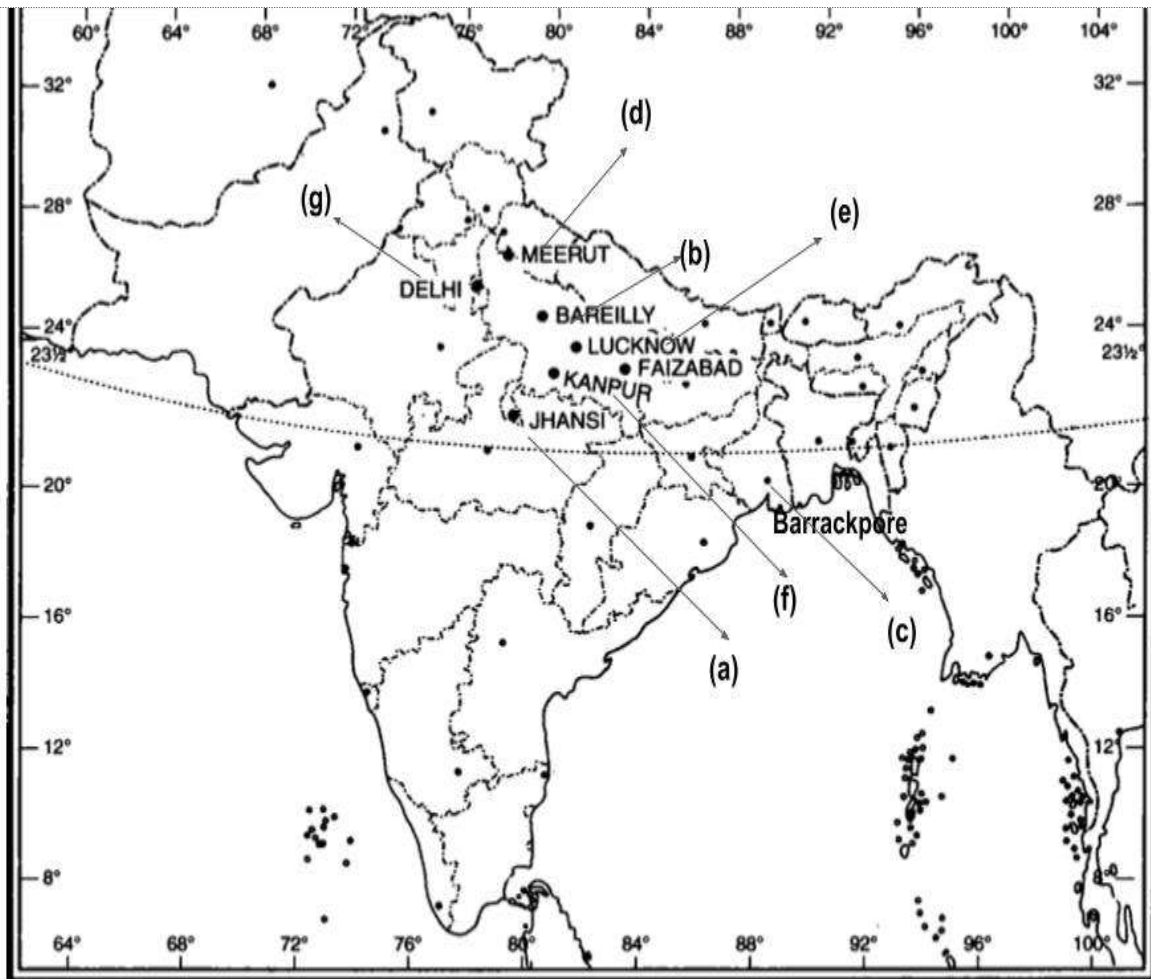 60° 64° 68° 72° 76° 80° 84° 88° 92° 96° 100° 104°
32° 32°
(d)
28° 28°
(g)
(e)
MEERUT
(b)
DELHI
BAREILLY
24° 24°
LUCKNOW
23½° 23½°
FAIZABAD
KANPUR
JHANSI
20° 20°
Barrackpore
(f)
16° 16°
(c)
(a)
12° 12°
8° 8°
64° 68° 72° 76° 80° 84° 88° 92° 96° 100°